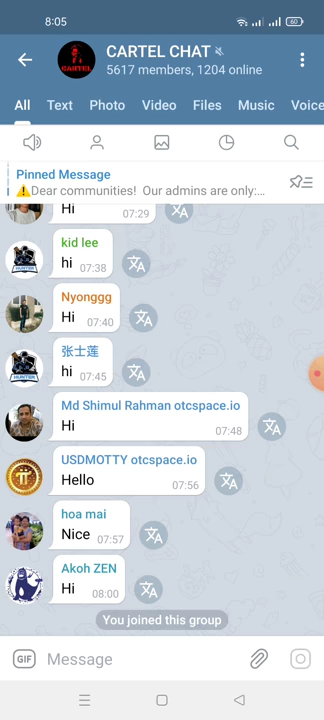 8:05
60
CARTEL CHAT
5617 members, 1204 online
All Text Photo Video Files Music Voice
Pinned Message
⚠️Dear communities! Our admins are only:...
Hi 07:29
kid lee
hi 07:38
Nyonggg
Hi 07:40
张士莲
hi 07:45
Md Shimul Rahman otcspace.io
Hi 07:48
USDMOTTY otcspace.io
Hello 07:56
hoa mai
Nice 07:57
Akoh ZEN
Hi 08:00
You joined this group
GIF Message